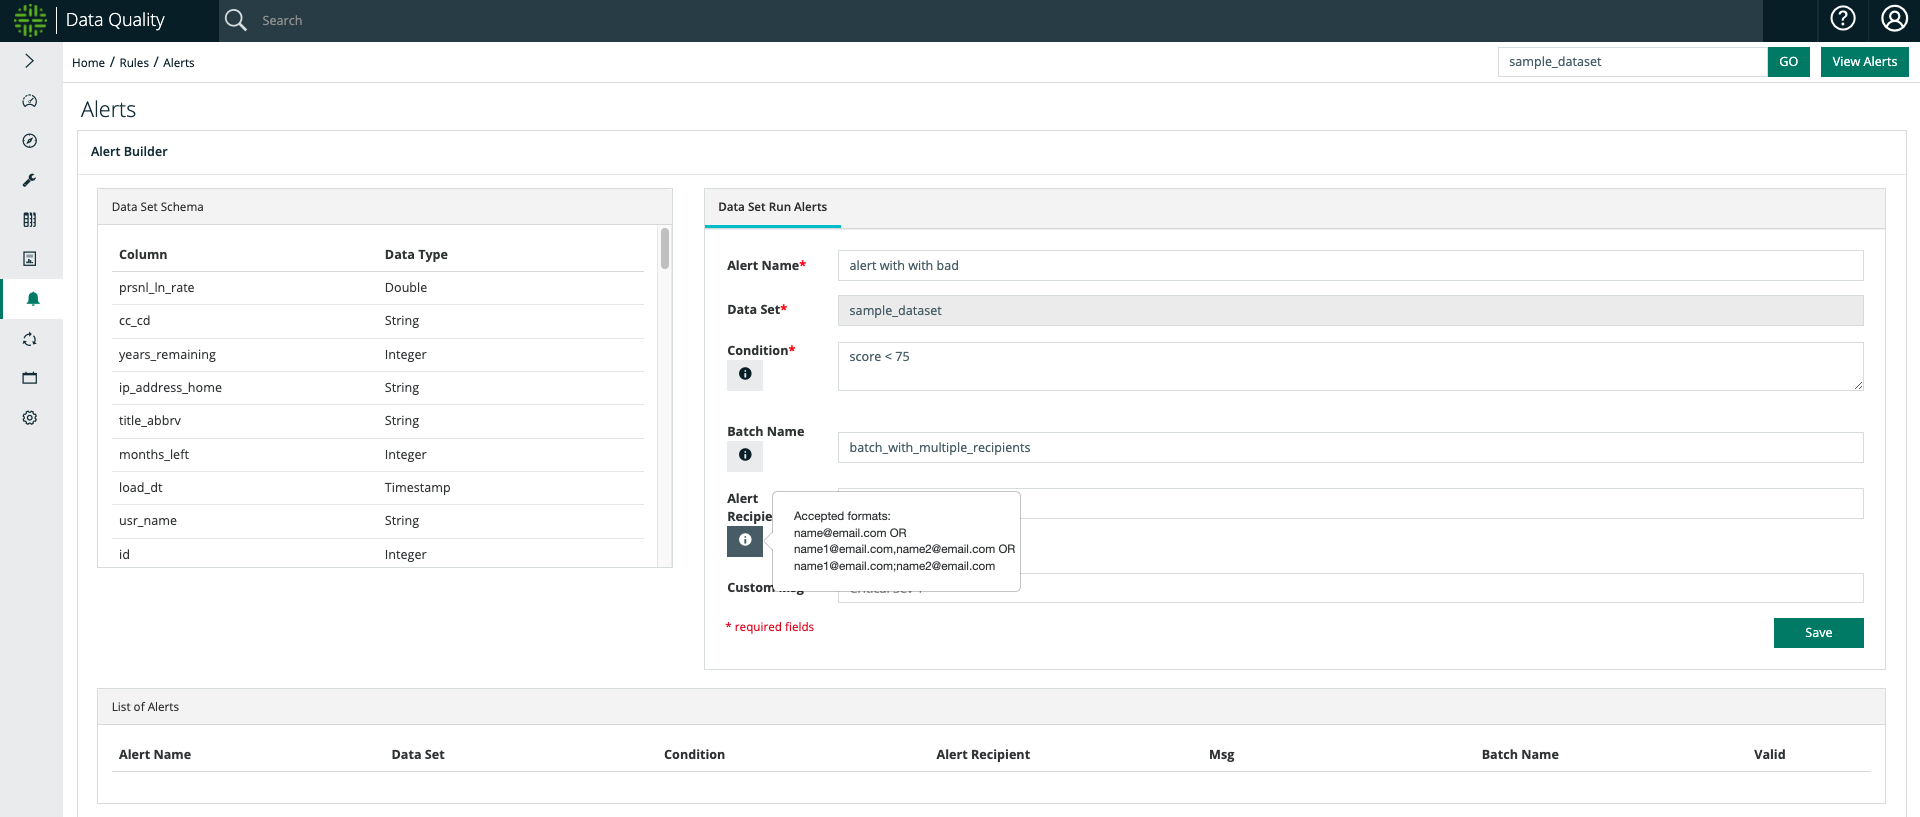 Data Quality
Search
Home / Rules / Alerts
sample_dataset
GO
View Alerts
Alerts
Alert Builder
Data Set Schema
Column Data Type
prsnl_ln_rate Double
cc_cd String
years_remaining Integer
ip_address_home String
title_abbrv String
months_left Integer
load_dt Timestamp
usr_name String
id Integer
Data Set Run Alerts
Alert Name* alert with with bad
Data Set* sample_dataset
Condition* score < 75
Batch Name batch_with_multiple_recipients
Alert
Recipie
Accepted formats:
name@email.com OR
name1@email.com,name2@email.com OR
name1@email.com;name2@email.com
Custom
* required fields
Save
List of Alerts
Alert Name Data Set Condition Alert Recipient Msg Batch Name Valid